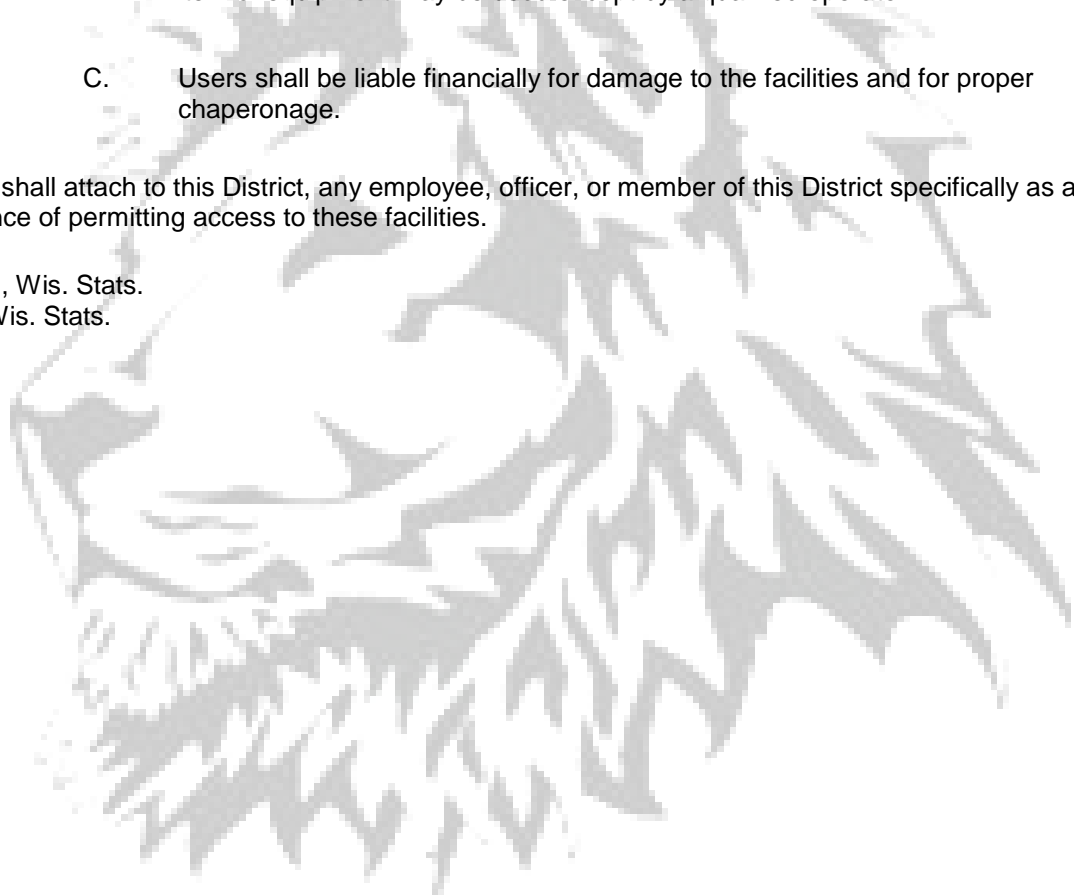 C. Users shall be liable financially for damage to the facilities and for proper
chaperonage.
shall attach to this District, any employee, officer, or member of this District specifically as a
nce of permitting access to these facilities.
, Wis. Stats.
Wis. Stats.